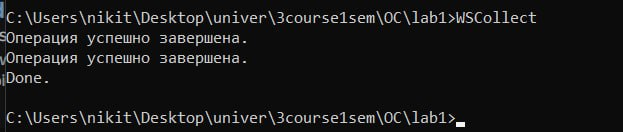 C:\Users\nikit\Desktop\univer\3course1sem\OC\lab1>WSCollect
Операция успешно завершена.
Операция успешно завершена.
Done.
C:\Users\nikit\Desktop\univer\3course1sem\OC\lab1>